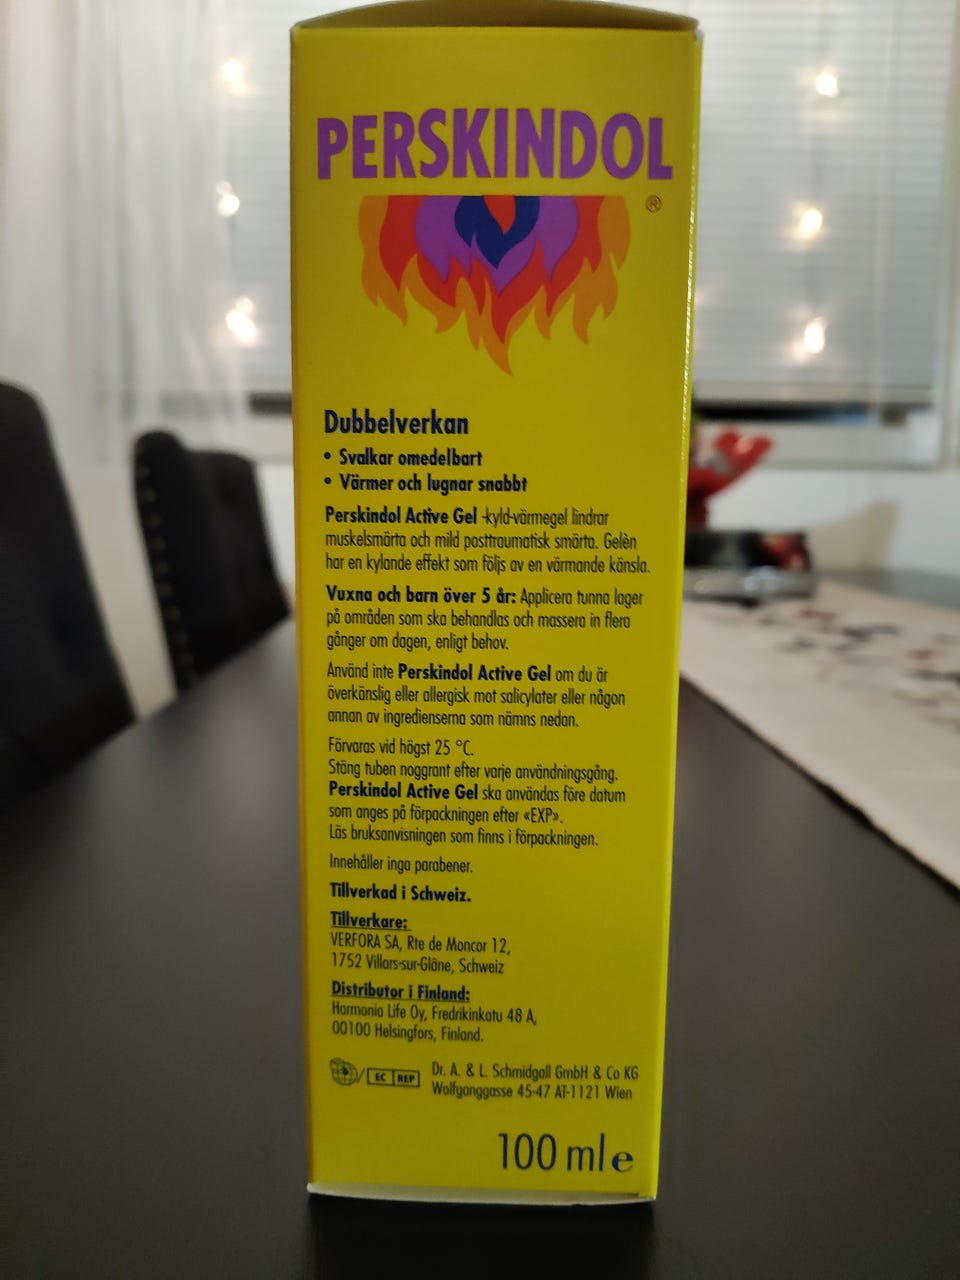 PERSKINDOL
®
Dubbelverkan
• Svalkar omedelbart
• Värmer och lugnar snabbt
Perskindol Active Gel -kyld-värmegel lindrar
muskelsmärta och mild posttraumatisk smärta. Gelèn
har en kylande effekt som följs av en värmande känsla.
Vuxna och barn över 5 år: Applicera tunna lager
på områden som ska behandlas och massera in flera
gånger om dagen, enligt behov.
Använd inte Perskindol Active Gel om du är
överkänslig eller allergisk mot salicylater eller någon
annan av ingredienserna som nämns nedan.
Förvaras vid högst 25 °C.
Stäng tuben noggrant efter varje användningsgång.
Perskindol Active Gel ska användas före datum
som anges på förpackningen efter «EXP».
Läs bruksanvisningen som finns i förpackningen.
Innehåller inga parabener.
Tillverkad i Schweiz.
Tillverkare:
VERFORA SA, Rte de Moncor 12,
1752 Villars-sur-Glâne, Schweiz
Distributor i Finland:
Harmonia Life Oy, Fredrikinkatu 48 A,
00100 Helsingfors, Finland.
EC REP
Dr. A. & L. Schmidgall GmbH & Co KG
Wolfganggasse 45-47 AT-1121 Wien
100 ml e